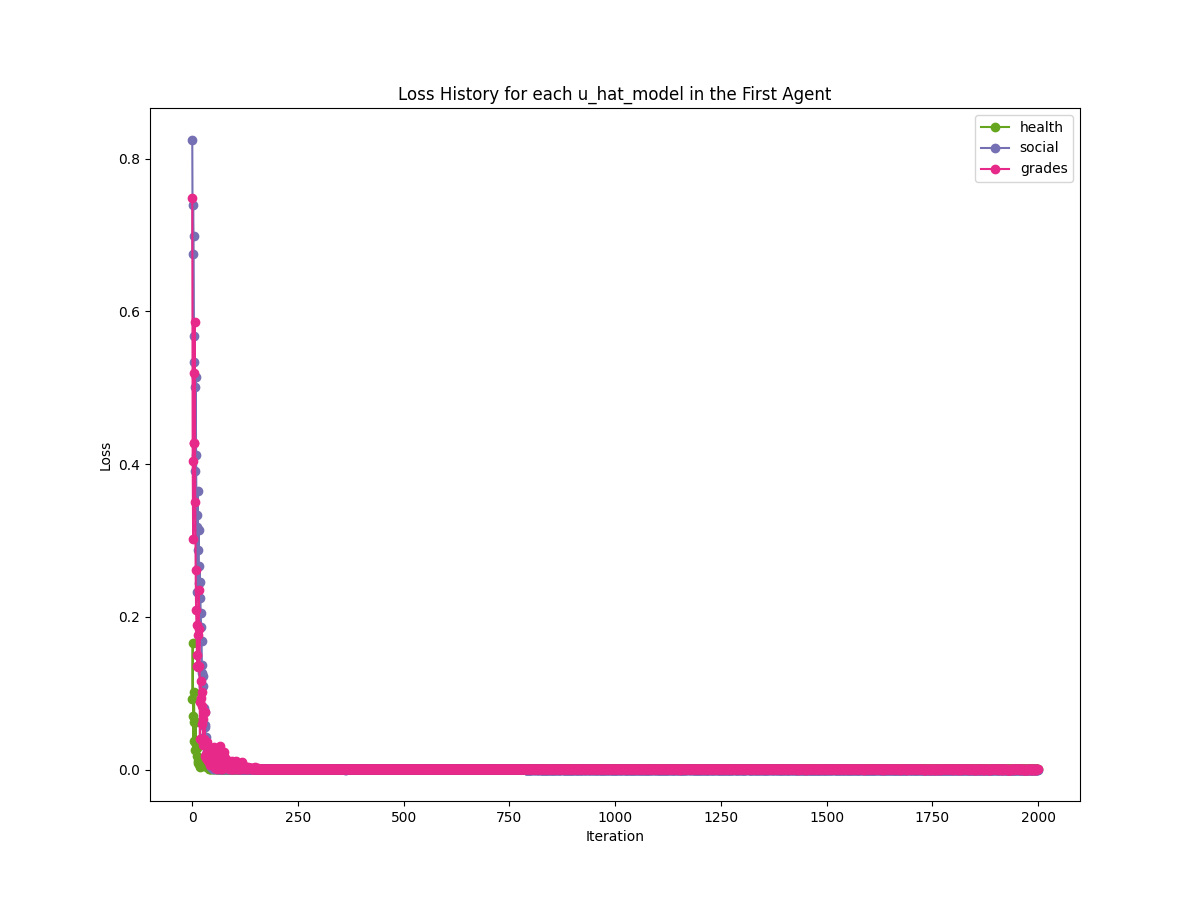 Loss History for each u_hat_model in the First Agent
health
social
grades
Loss
0.8
0.6
0.4
0.2
0.0
0 250 500 750 1000 1250 1500 1750 2000
Iteration